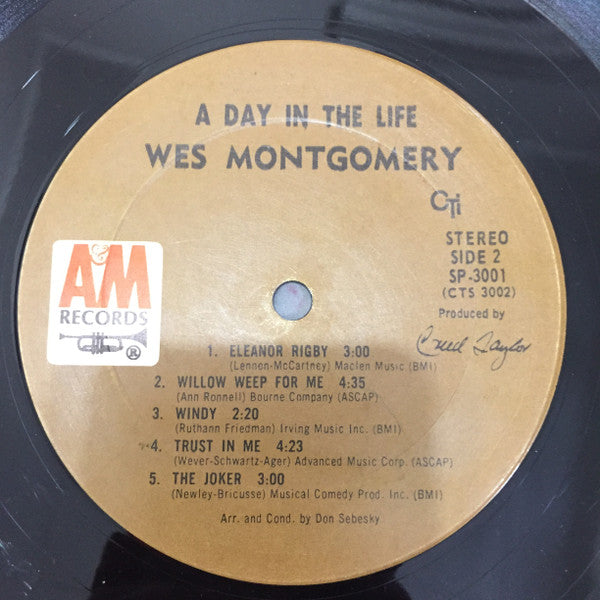 A DAY IN THE LIFE
WES MONTGOMERY
CTi
STEREO
SIDE 2
SP-3001
(CTS 3002)
Produced by
Creed Taylor
A&M
RECORDS
®
1. ELEANOR RIGBY 3:00
(Lennon-McCartney) Maclen Music (BMI)
2. WILLOW WEEP FOR ME 4:35
(Ann Ronnell) Bourne Company (ASCAP)
3. WINDY 2:20
(Ruthann Friedman) Irving Music Inc. (BMI)
4. TRUST IN ME 4:23
(Wever-Schwartz-Ager) Advanced Music Corp. (ASCAP)
5. THE JOKER 3:00
(Newley-Bricusse) Musical Comedy Prod. Inc. (BMI)
Arr. and Cond. by Don Sebesky